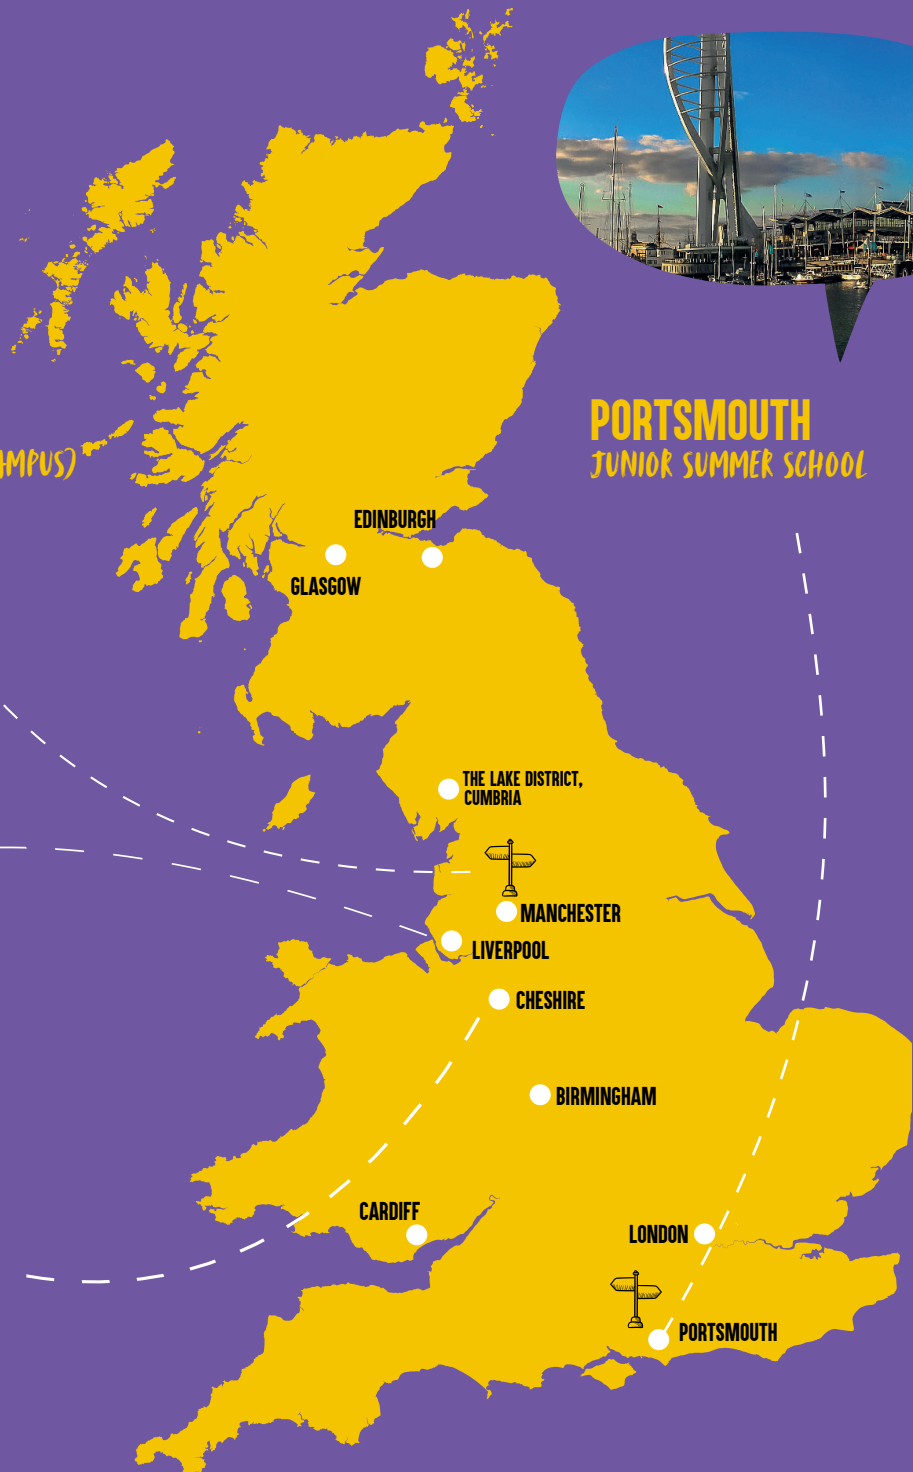 PORTSMOUTH
JUNIOR SUMMER SCHOOL
EDINBURGH
GLASGOW
THE LAKE DISTRICT,
CUMBRIA
MANCHESTER
LIVERPOOL
CHESHIRE
BIRMINGHAM
CARDIFF
LONDON
PORTSMOUTH